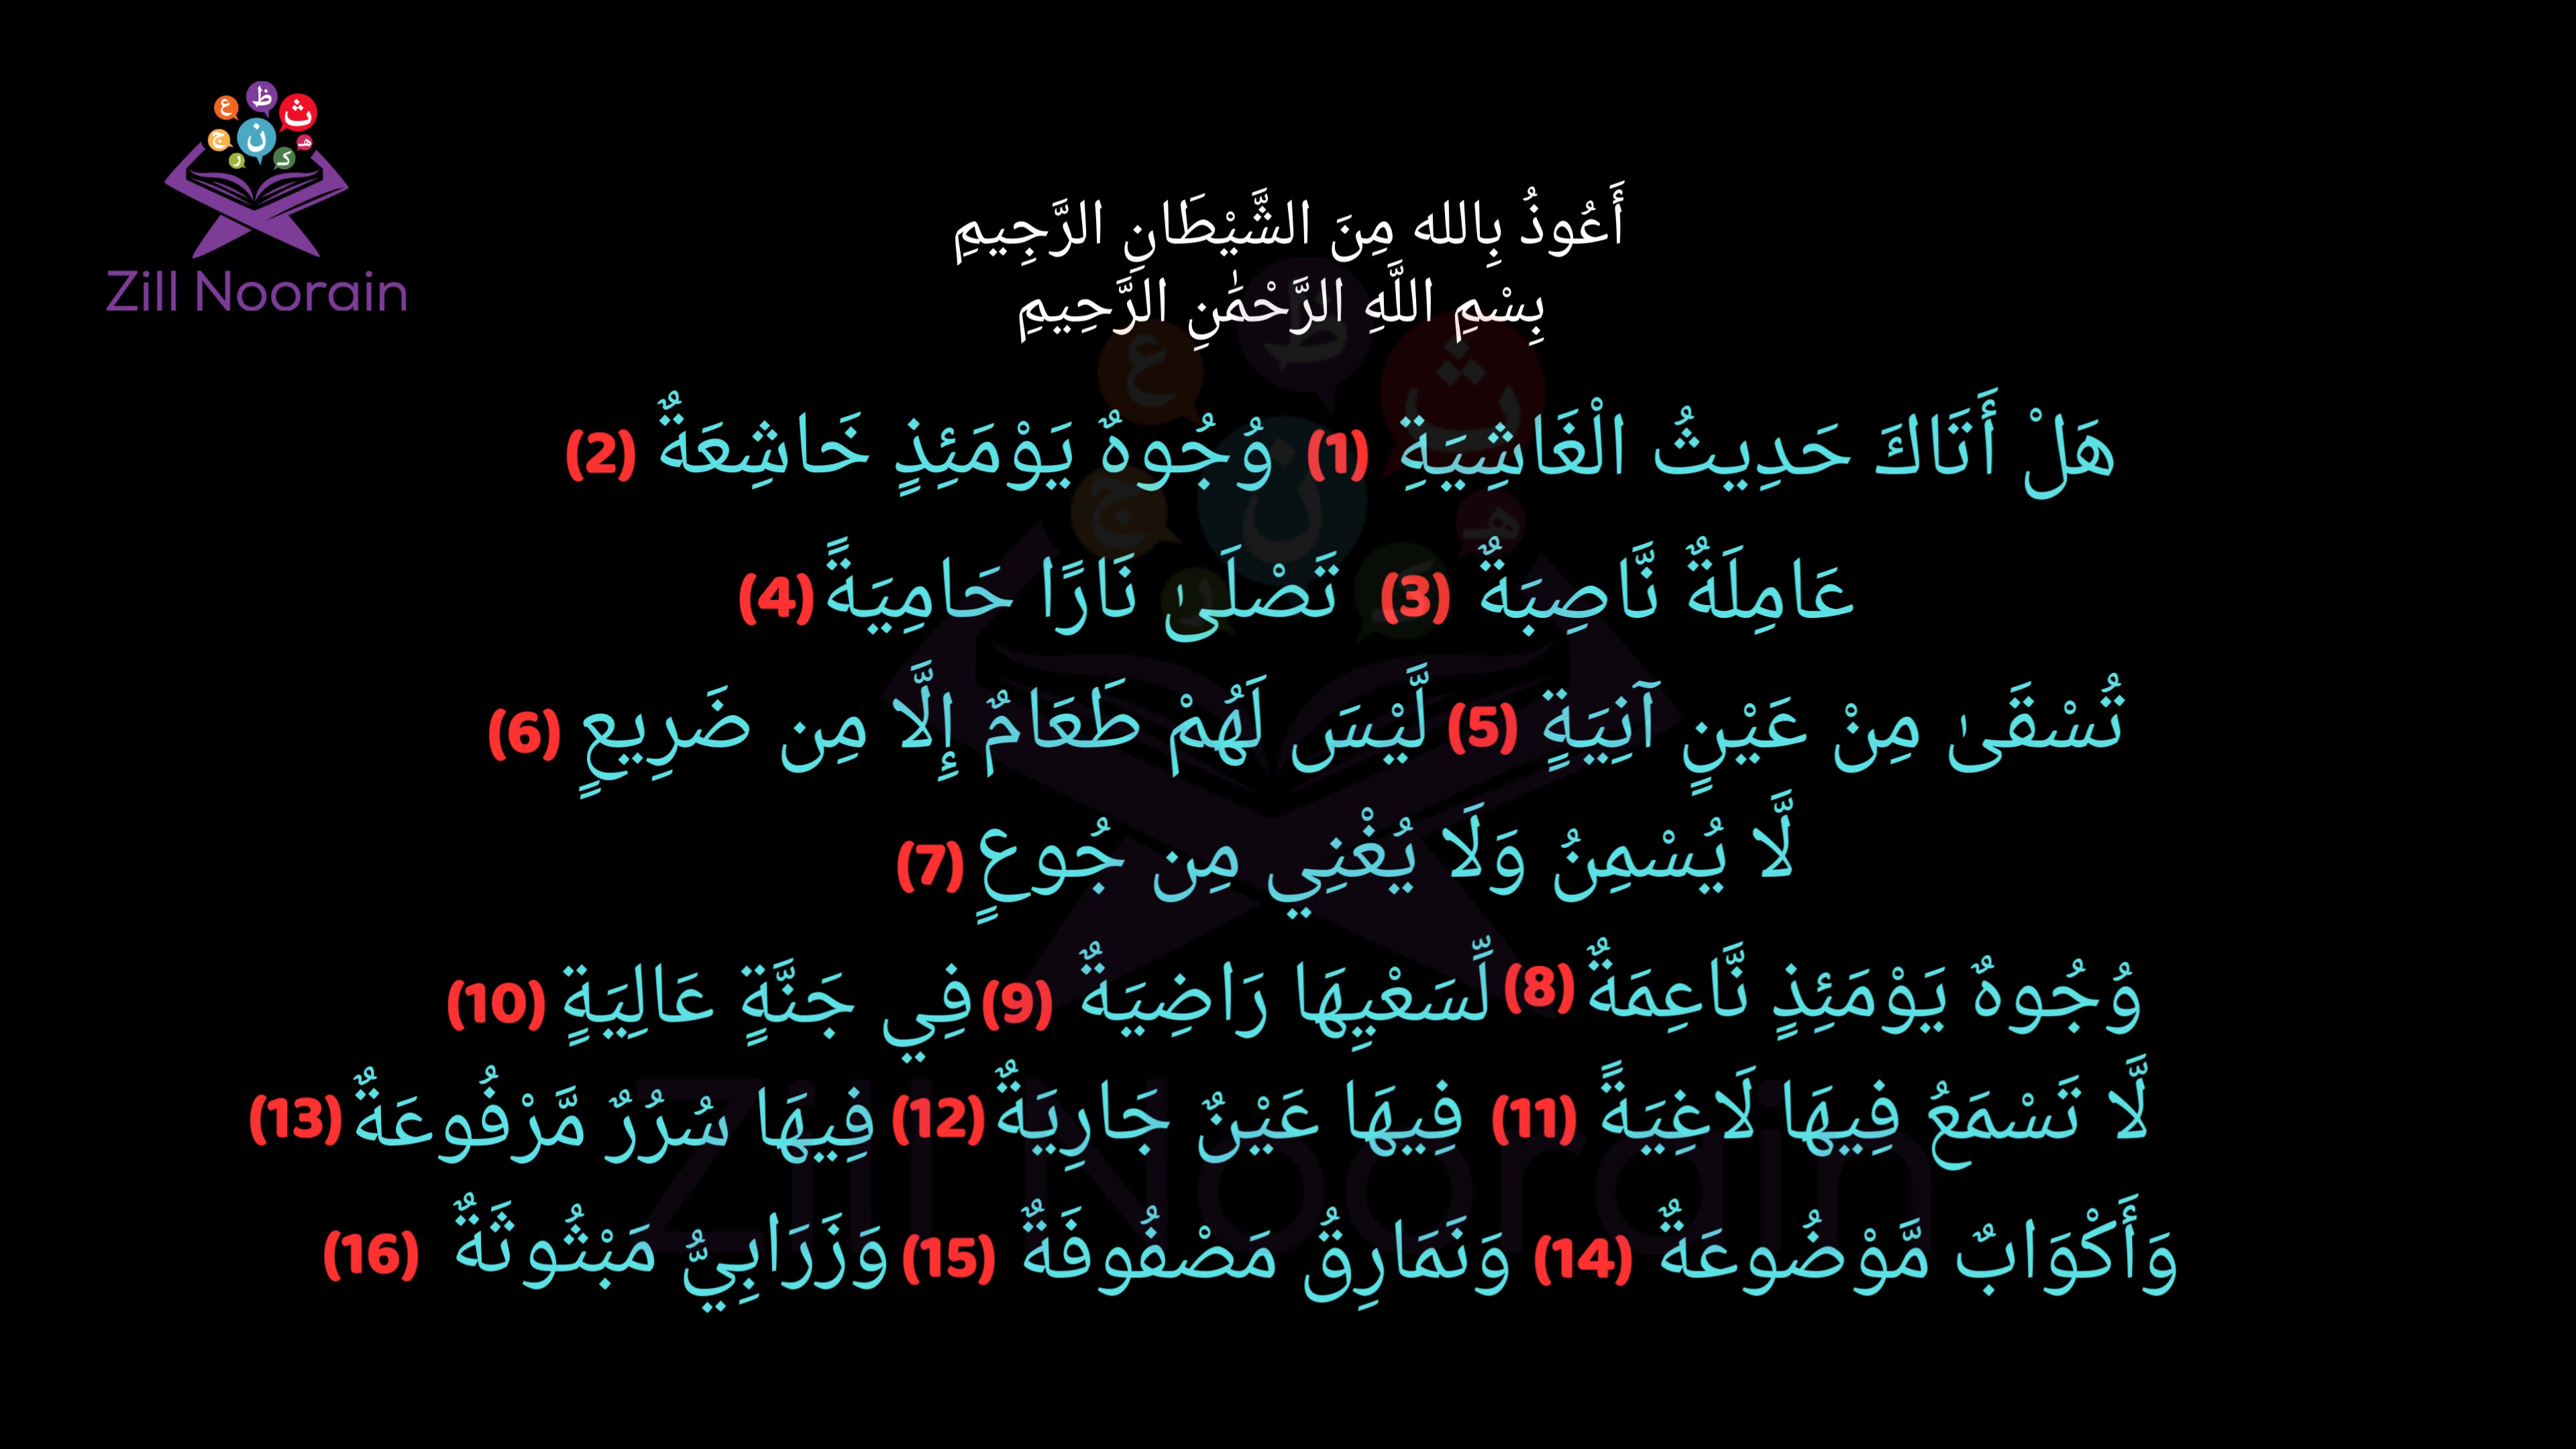 ظ
ع
ث
ن
ج
ه
ر
ک
Zill Noorain
أَعُوذُ بِالله مِنَ الشَّيْطَانِ الرَّجِيمِ
بِسْمِ اللَّهِ الرَّحْمَٰنِ الرَّحِيمِ
هَلْ أَتَاكَ حَدِيثُ الْغَاشِيَةِ (1) وُجُوهٌ يَوْمَئِذٍ خَاشِعَةٌ (2)
عَامِلَةٌ نَّاصِبَةٌ (3) تَصْلَىٰ نَارًا حَامِيَةً (4)
تُسْقَىٰ مِنْ عَيْنٍ آنِيَةٍ (5) لَّيْسَ لَهُمْ طَعَامٌ إِلَّا مِن ضَرِيعٍ (6)
لَّا يُسْمِنُ وَلَا يُغْنِي مِن جُوعٍ (7)
وُجُوهٌ يَوْمَئِذٍ نَّاعِمَةٌ (8) لِّسَعْيِهَا رَاضِيَةٌ (9) فِي جَنَّةٍ عَالِيَةٍ (10)
لَّا تَسْمَعُ فِيهَا لَاغِيَةً (11) فِيهَا عَيْنٌ جَارِيَةٌ (12) فِيهَا سُرُرٌ مَّرْفُوعَةٌ (13)
وَأَكْوَابٌ مَّوْضُوعَةٌ (14) وَنَمَارِقُ مَصْفُوفَةٌ (15) وَزَرَابِيُّ مَبْثُوثَةٌ (16)